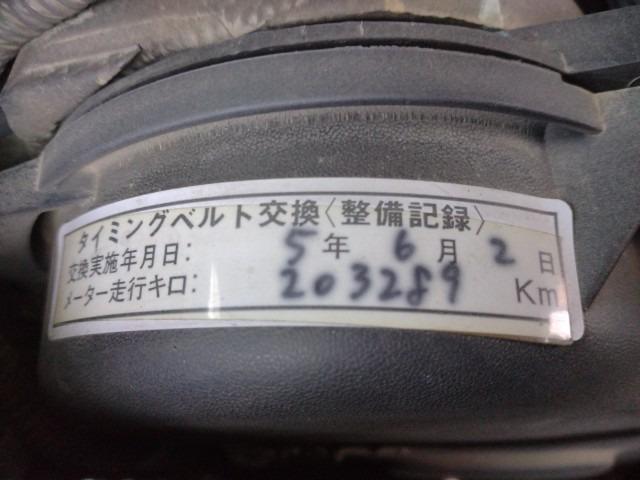 タイミングベルト交換〈整備記録〉
交換実施年月日: 5年 6月 2日
メーター走行キロ: 203289 Km